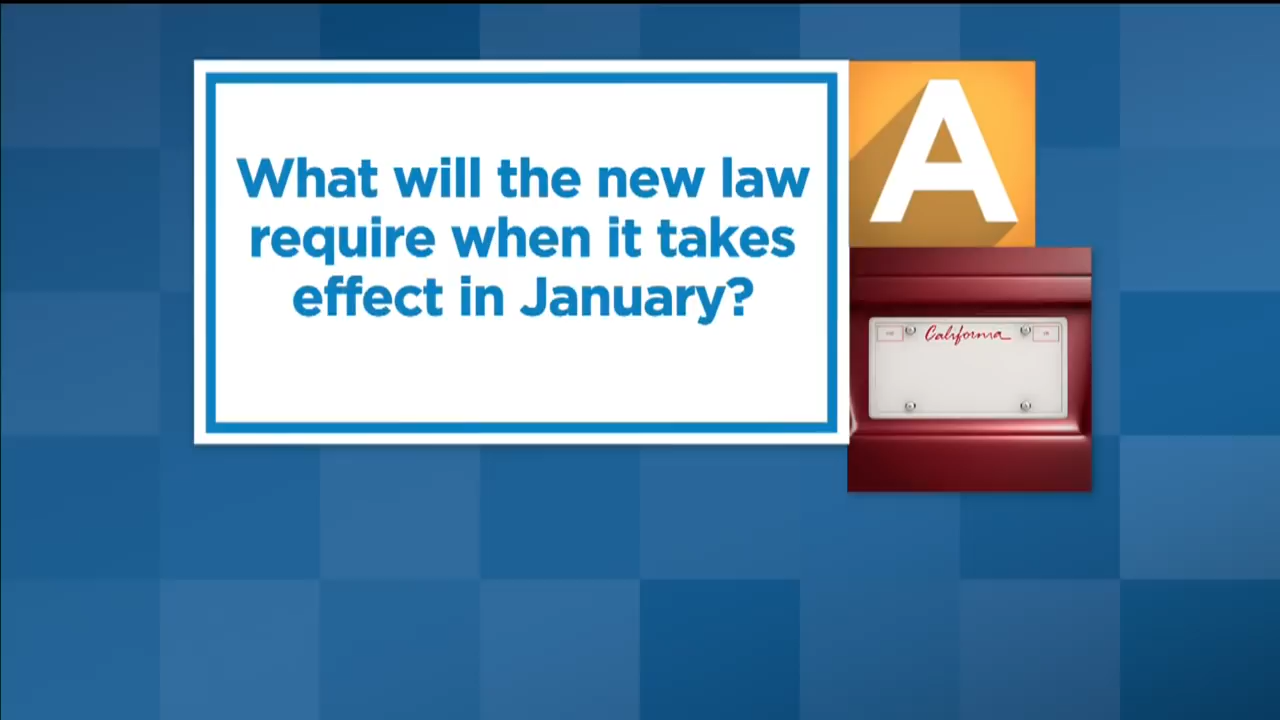 What will the new law
require when it takes
effect in January?
A
California